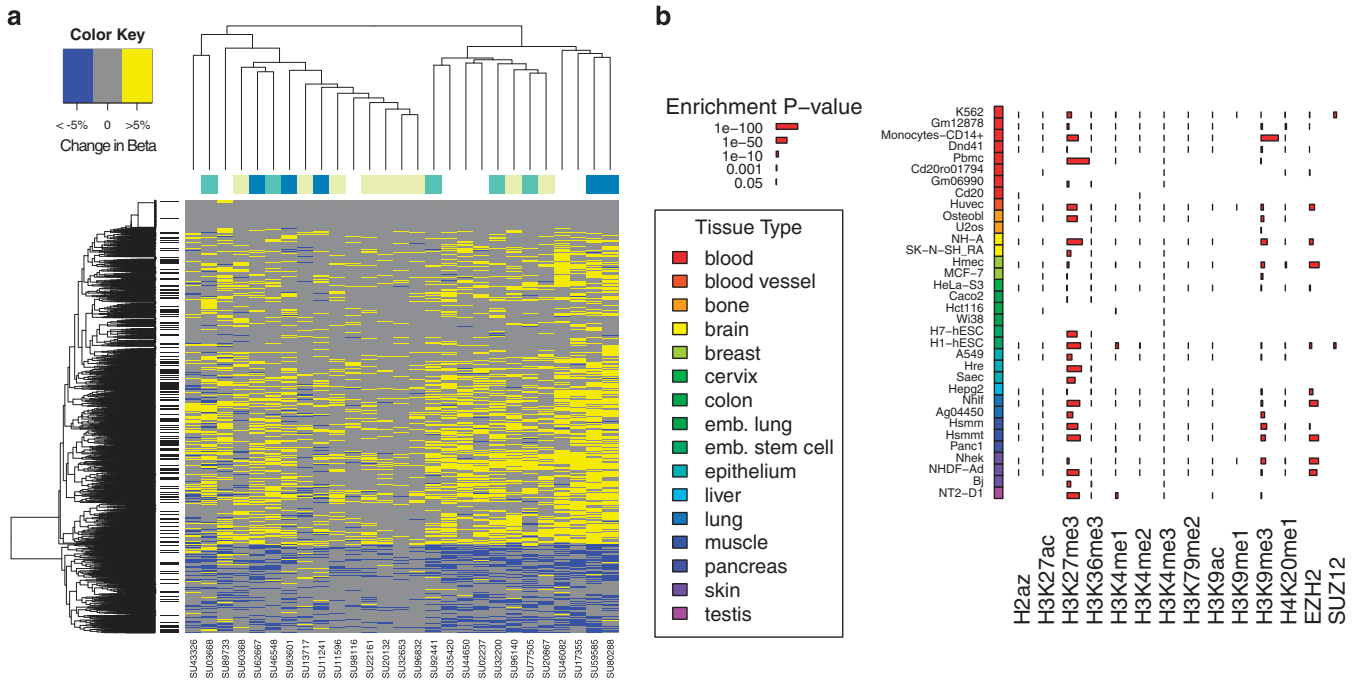 a
Color Key
< -5% 0 >5%
Change in Beta
SU43326
SU03668
SU89733
SU60368
SU62667
SU46548
SU93601
SU13717
SU11241
SU11596
SU98116
SU22161
SU20132
SU32653
SU96832
SU92441
SU35420
SU44650
SU02237
SU32200
SU96140
SU77505
SU20867
SU46082
SU17355
SU59585
SU80288
b
Enrichment P-value
1e-100
1e-50
1e-10
0.001
0.05
Tissue Type
blood
blood vessel
bone
brain
breast
cervix
colon
emb. lung
emb. stem cell
epithelium
liver
lung
muscle
pancreas
skin
testis
K562
Gm12878
Monocytes-CD14+
Dnd41
Pbmc
Cd20ro01794
Gm06990
Cd20
Huvec
Osteobl
U2os
NH-A
SK-N-SH_RA
Hmec
MCF-7
HeLa-S3
Caco2
Hct116
Wi38
H7-hESC
H1-hESC
A549
Hre
Saec
Hepg2
Nhlf
Ag04450
Hsmm
Hsmmt
Panc1
Nhek
NHDF-Ad
Bj
NT2-D1
H2az
H3K27ac
H3K27me3
H3K36me3
H3K4me1
H3K4me2
H3K4me3
H3K79me2
H3K9ac
H3K9me1
H3K9me3
H4K20me1
EZH2
SUZ12